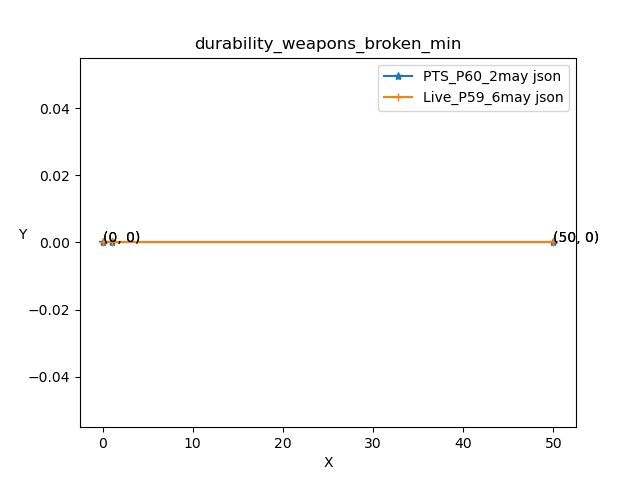 durability_weapons_broken_min
PTS_P60_2may json
Live_P59_6may json
0.04
0.02
Y
0.00
(0, 0)
(50, 0)
−0.02
−0.04
0 10 20 30 40 50
X